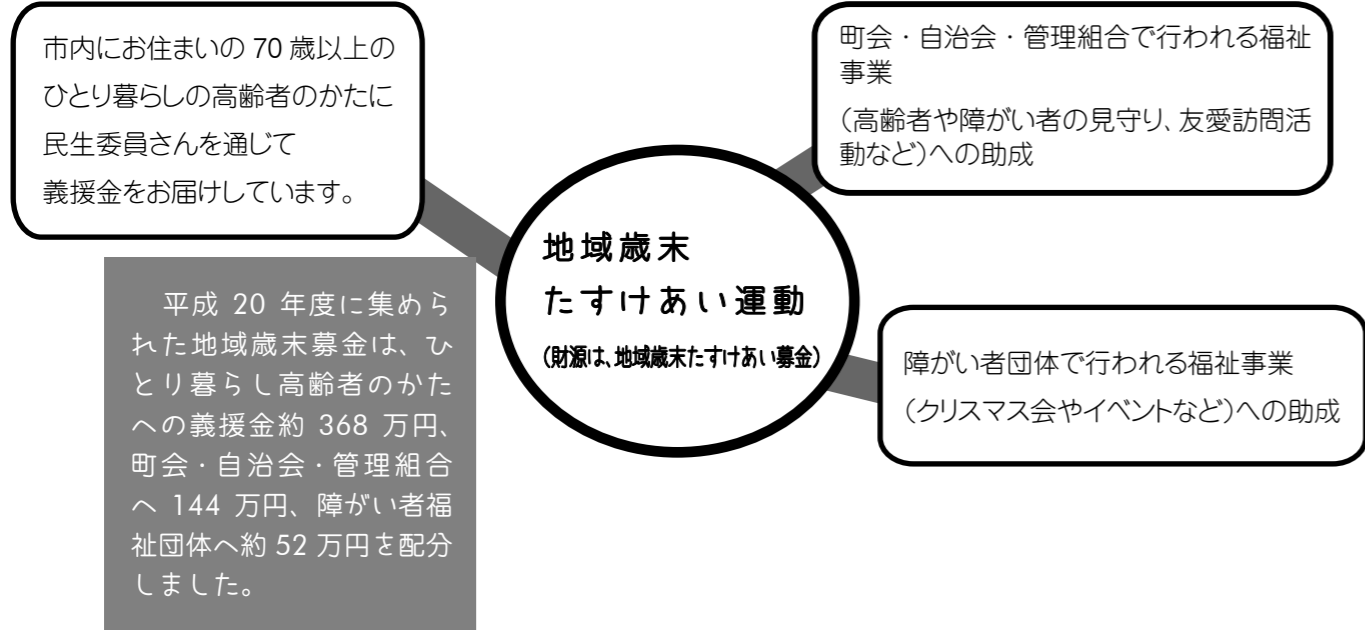 市内にお住まいの 70 歳以上の
ひとり暮らしの高齢者のかたに
民生委員さんを通じて
義援金をお届けしています。
町会・自治会・管理組合で行われる福祉
事業
（高齢者や障がい者の見守り、友愛訪問活
動など）への助成
地域歳末
たすけあい運動
（財源は、地域歳末たすけあい募金）
障がい者団体で行われる福祉事業
（クリスマス会やイベントなど）への助成
平成 20 年度に集めら
れた地域歳末募金は、ひ
とり暮らし高齢者のかた
への義援金約 368 万円、
町会・自治会・管理組合
へ 144 万円、障がい者福
祉団体へ約 52 万円を配分
しました。